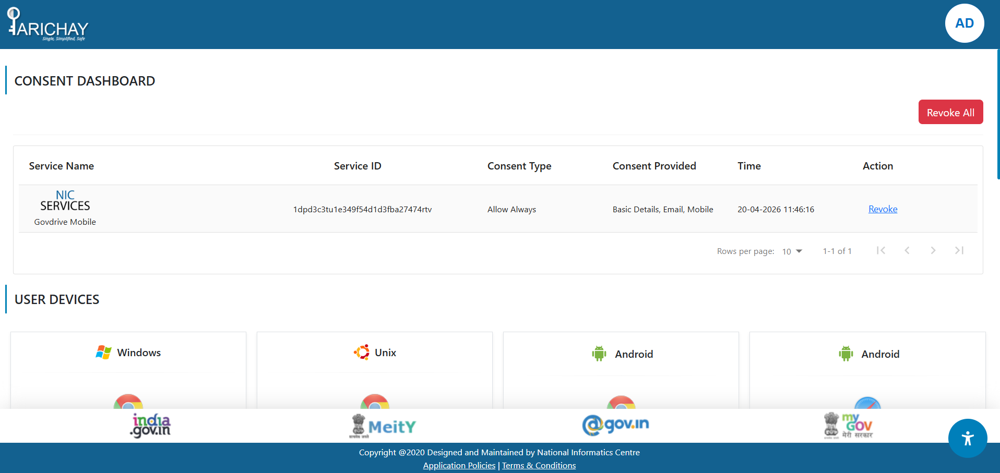 PARICHAY
Single, Simplified, Safe
AD
CONSENT DASHBOARD
Revoke All
Service Name Service ID Consent Type Consent Provided Time Action
NIC
SERVICES
Govdrive Mobile 1dpd3c3tu1e349f54d1d3fba27474rtv Allow Always Basic Details, Email, Mobile 20-04-2026 11:46:16 Revoke
Rows per page: 10 1-1 of 1
USER DEVICES
Windows Unix Android Android
india
.gov.in
MeitY
@gov.in
my
GOV
मेरी सरकार
Copyright @2020 Designed and Maintained by National Informatics Centre
Application Policies | Terms & Conditions